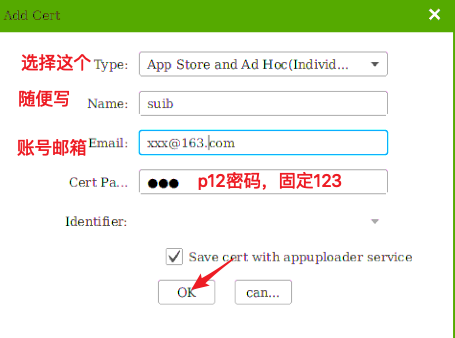 Add Cert ×
选择这个 Type: App Store and Ad Hoc(Individ...
随便写 Name: suib
账号邮箱 Email: xxx@163.com
Cert Pa... ●●● p12密码，固定123
Identifier:
Save cert with appuploader service
OK can...